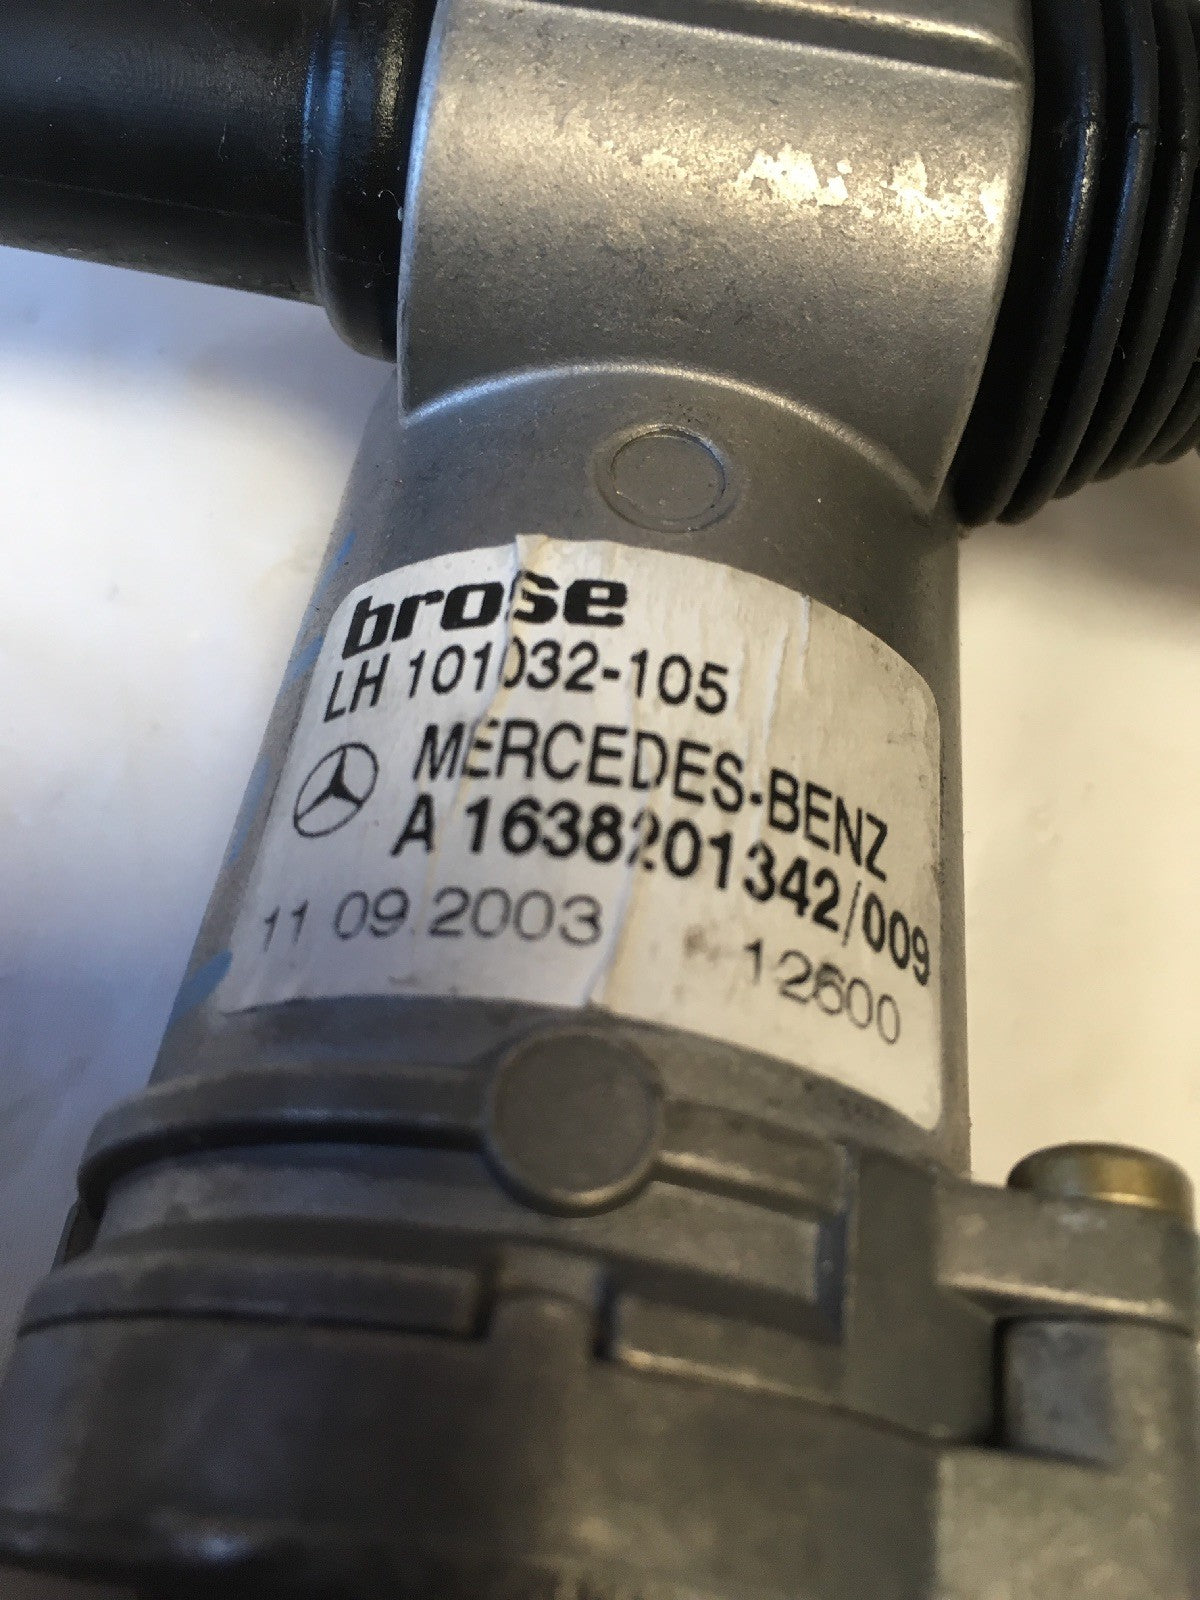 brose
LH 101032-105
MERCEDES-BENZ
A 1638201342/009
11 09.2003 12600